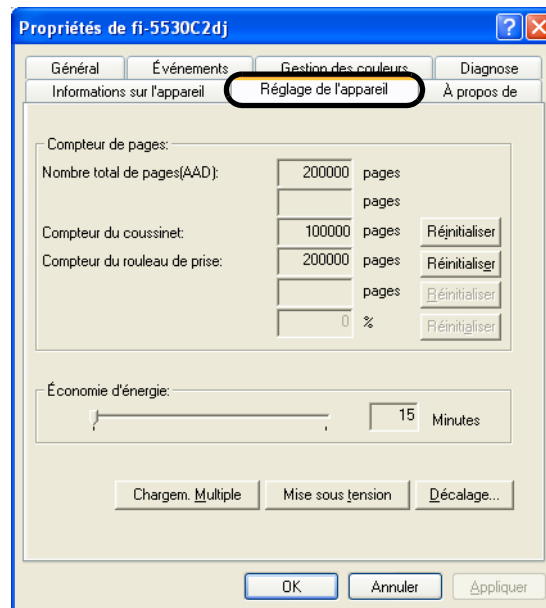 Propriétés de fi-5530C2dj
Général Événements Gestion des couleurs Diagnose
Informations sur l'appareil Réglage de l'appareil À propos de
Compteur de pages:
Nombre total de pages(AAD): 200000 pages
pages
Compteur du coussinet: 100000 pages Réinitialiser
Compteur du rouleau de prise: 200000 pages Réinitialiser
pages Réinitialiser
0 % Réinitialiser
Économie d'énergie:
15 Minutes
Chargem. Multiple Mise sous tension Décalage...
OK Annuler Appliquer